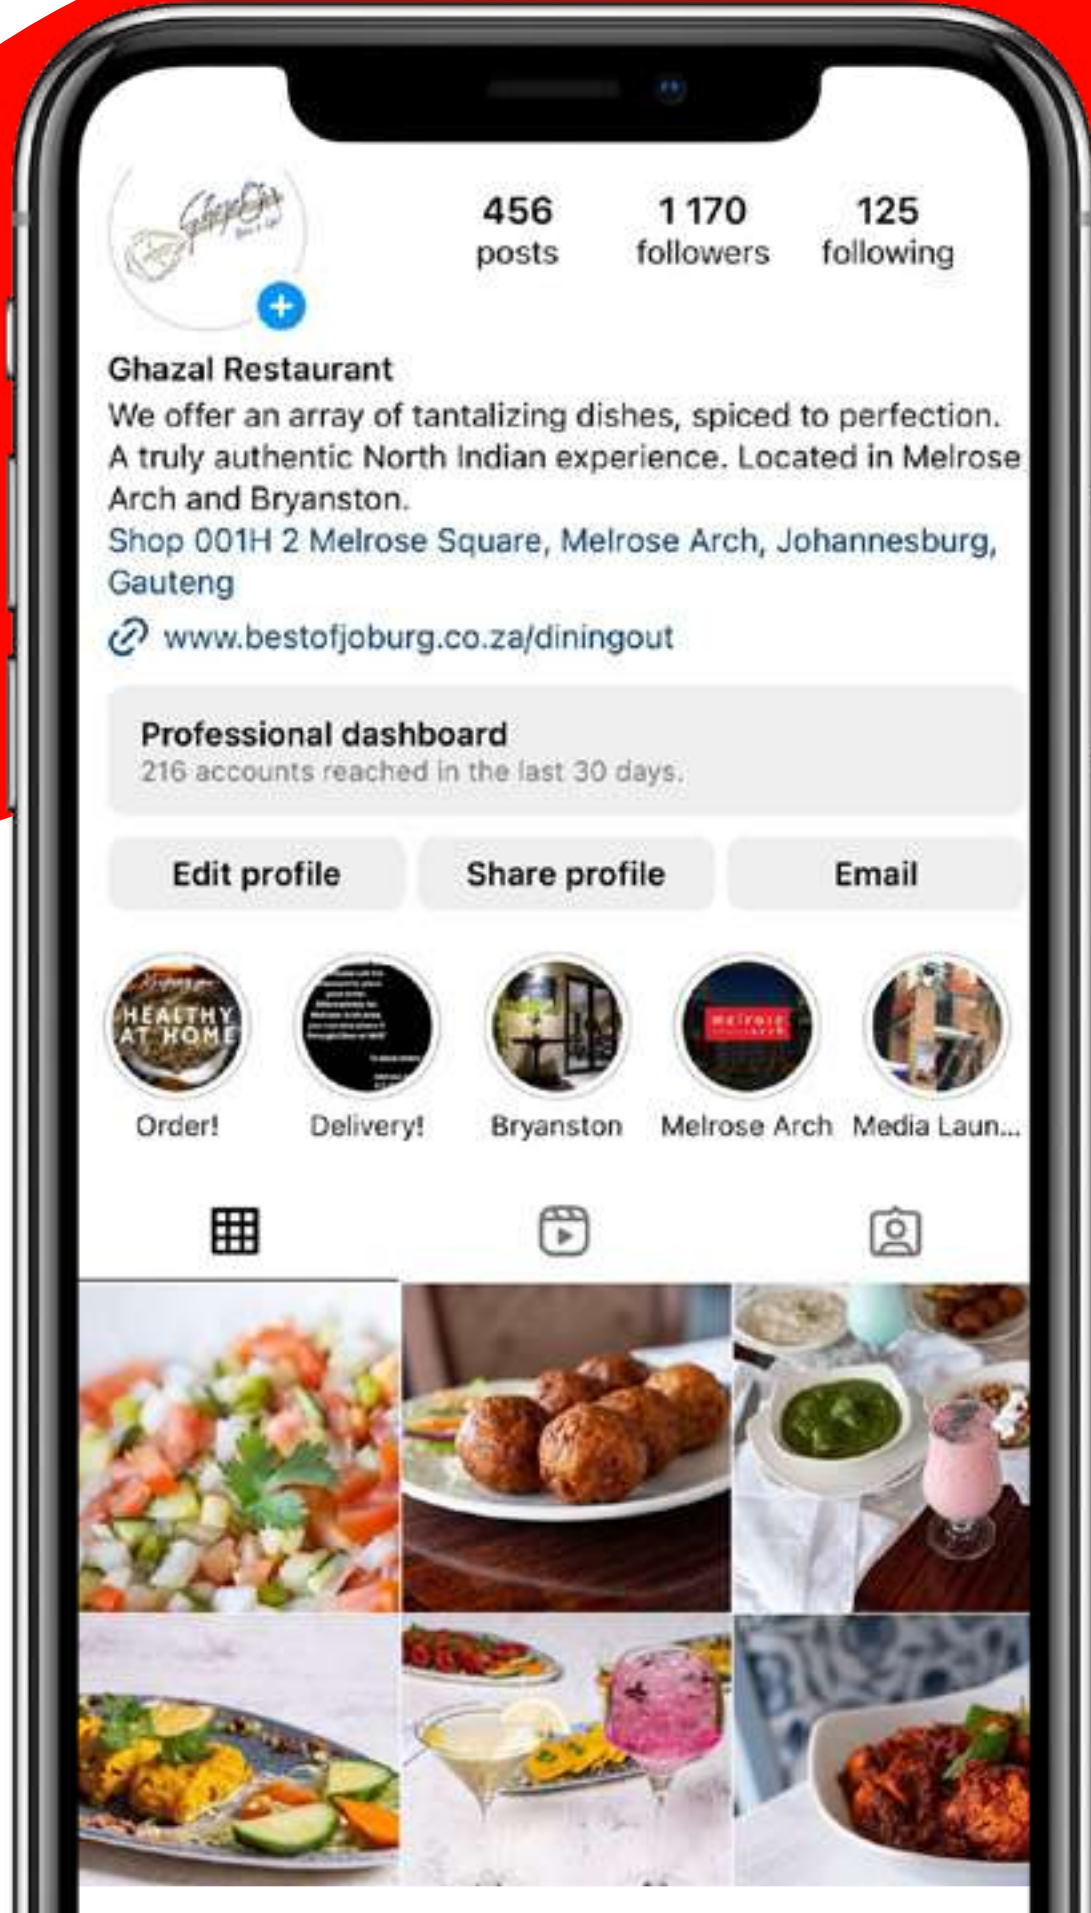 456
posts
1 170
followers
125
following
Ghazal Restaurant
We offer an array of tantalizing dishes, spiced to perfection.
A truly authentic North Indian experience. Located in Melrose
Arch and Bryanston.
Shop 001H 2 Melrose Square, Melrose Arch, Johannesburg,
Gauteng
www.bestofjoburg.co.za/diningout
Professional dashboard
216 accounts reached in the last 30 days.
Edit profile
Share profile
Email
HEALTHY
AT HOME
melrose
arch
Order!
Delivery!
Bryanston
Melrose Arch
Media Laun...